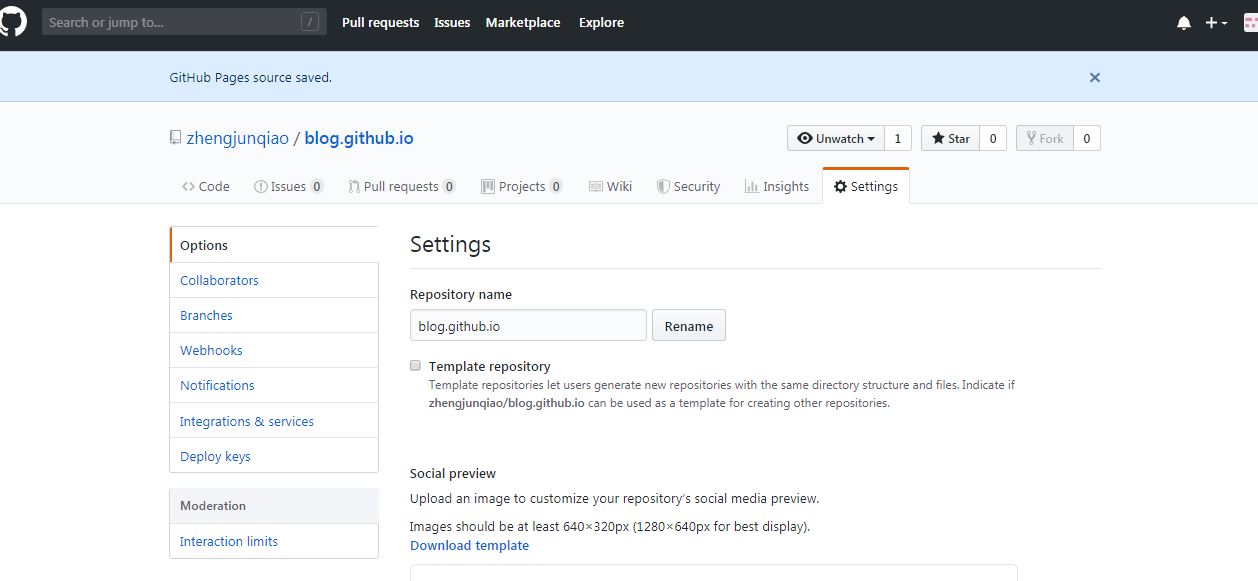 Search or jump to... /
Pull requests Issues Marketplace Explore
GitHub Pages source saved.
zhengjunqiao / blog.github.io
Unwatch 1 Star 0 Fork 0
Code Issues 0 Pull requests 0 Projects 0 Wiki Security Insights Settings
Options
Collaborators
Branches
Webhooks
Notifications
Integrations & services
Deploy keys
Moderation
Interaction limits
Settings
Repository name
blog.github.io Rename
Template repository
Template repositories let users generate new repositories with the same directory structure and files. Indicate if
zhengjunqiao/blog.github.io can be used as a template for creating other repositories.
Social preview
Upload an image to customize your repository's social media preview.
Images should be at least 640×320px (1280×640px for best display).
Download template